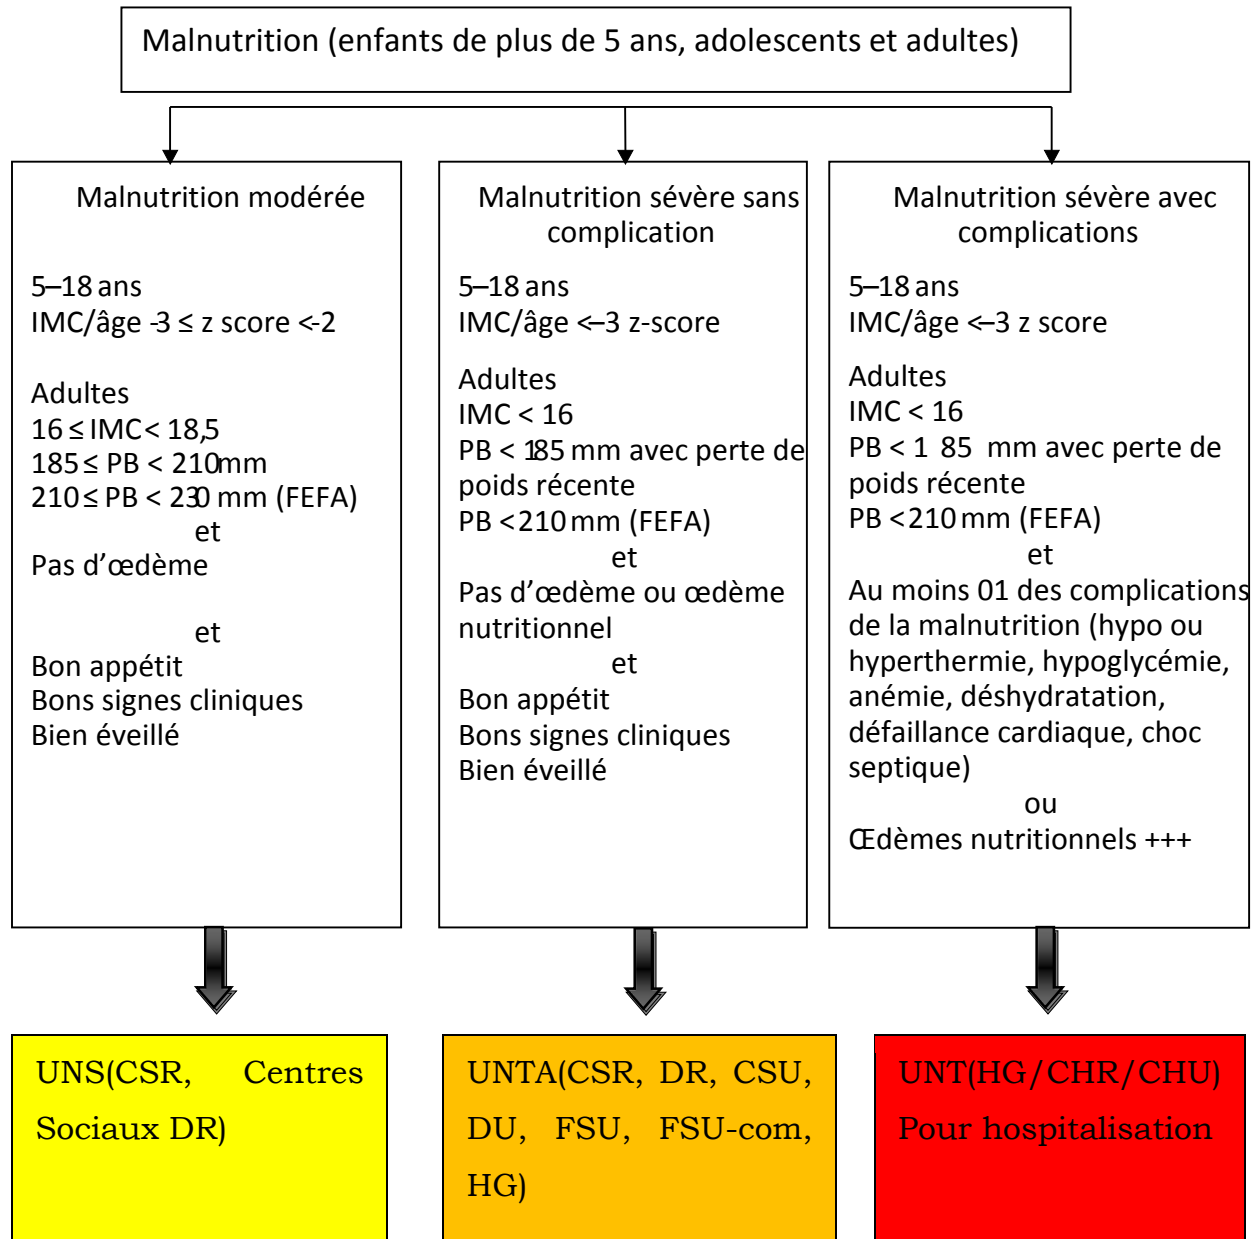 Malnutrition (enfants de plus de 5 ans, adolescents et adultes)
Malnutrition modérée
5–18 ans
IMC/âge -3 ≤ z score <-2
Adultes
16 ≤ IMC< 18,5
185 ≤ PB < 210mm
210 ≤ PB < 230 mm (FEFA)
et
Pas d’œdème
et
Bon appétit
Bons signes cliniques
Bien éveillé
Malnutrition sévère sans
complication
5–18 ans
IMC/âge <–3 z-score
Adultes
IMC < 16
PB < 185 mm avec perte de
poids récente
PB <210 mm (FEFA)
et
Pas d’œdème ou œdème
nutritionnel
et
Bon appétit
Bons signes cliniques
Bien éveillé
Malnutrition sévère avec
complications
5–18 ans
IMC/âge <–3 z score
Adultes
IMC < 16
PB < 1 85 mm avec perte de
poids récente
PB <210 mm (FEFA)
et
Au moins 01 des complications
de la malnutrition (hypo ou
hyperthermie, hypoglycémie,
anémie, déshydratation,
défaillance cardiaque, choc
septique)
ou
Œdèmes nutritionnels +++
UNS(CSR, Centres
Sociaux DR)
UNTA(CSR, DR, CSU,
DU, FSU, FSU-com,
HG)
UNT(HG/CHR/CHU)
Pour hospitalisation